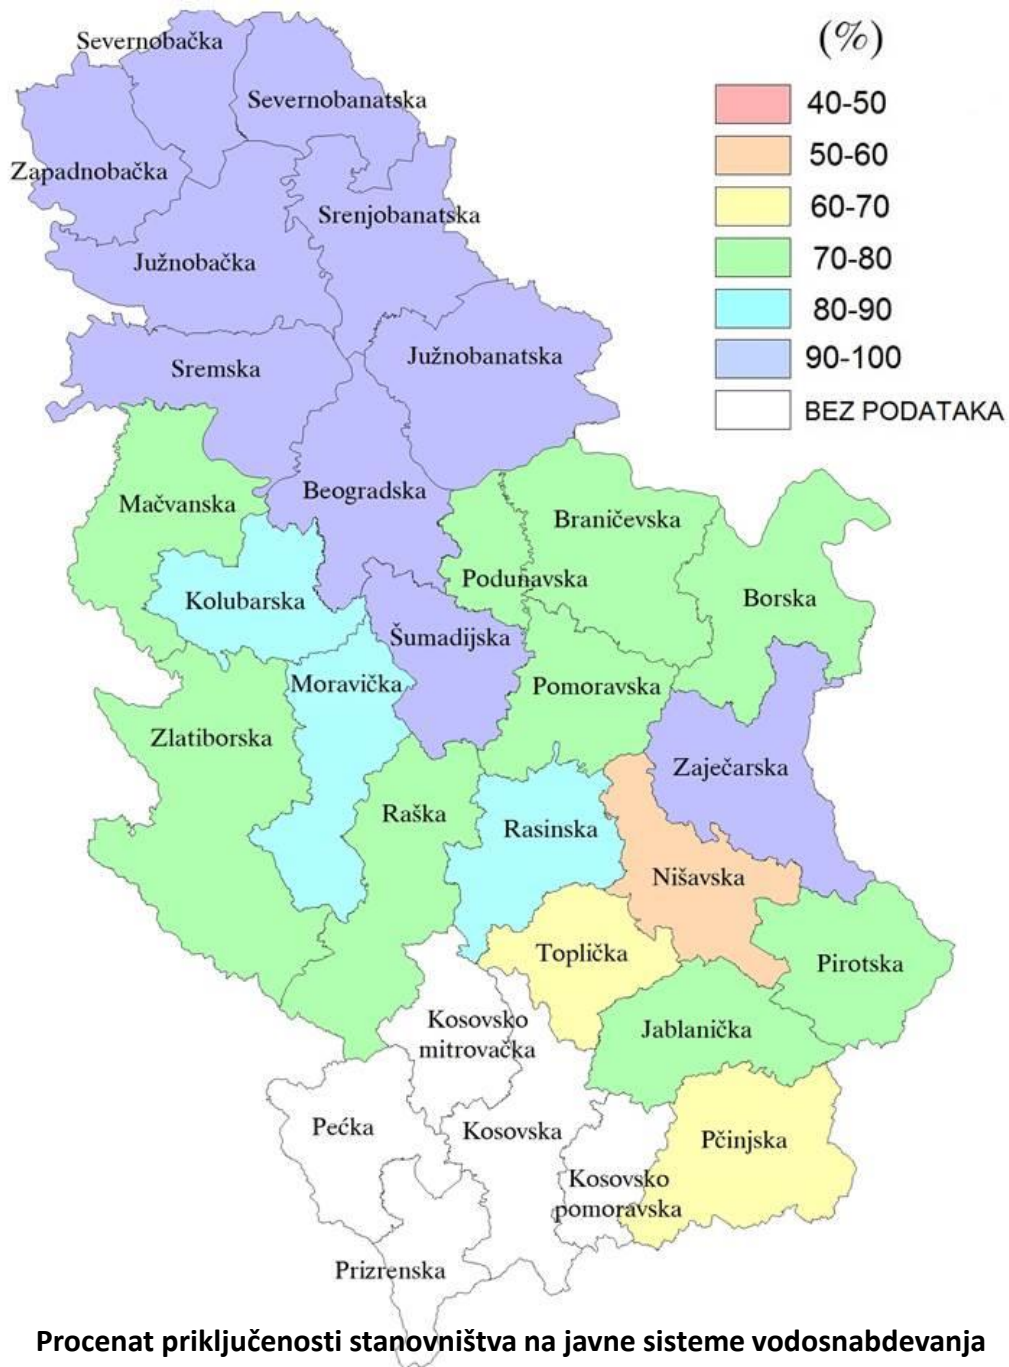 (%)
40-50
50-60
60-70
70-80
80-90
90-100
BEZ PODATAKA
Severnobačka
Severnobanatska
Zapadnobačka
Srenjobanatska
Južnobačka
Južnobanatska
Sremska
Beogradska
Mačvanska
Braničevska
Podunavska
Borska
Kolubarska
Šumadijska
Moravička
Pomoravska
Zlatiborska
Zaječarska
Raška
Rasinska
Nišavska
Toplička
Pirotska
Kosovsko
mitrovačka
Jablanička
Pećka
Kosovska
Pčinjska
Kosovsko
pomoravska
Prizrenska
Procenat priključenosti stanovništva na javne sisteme vodosnabdevanja